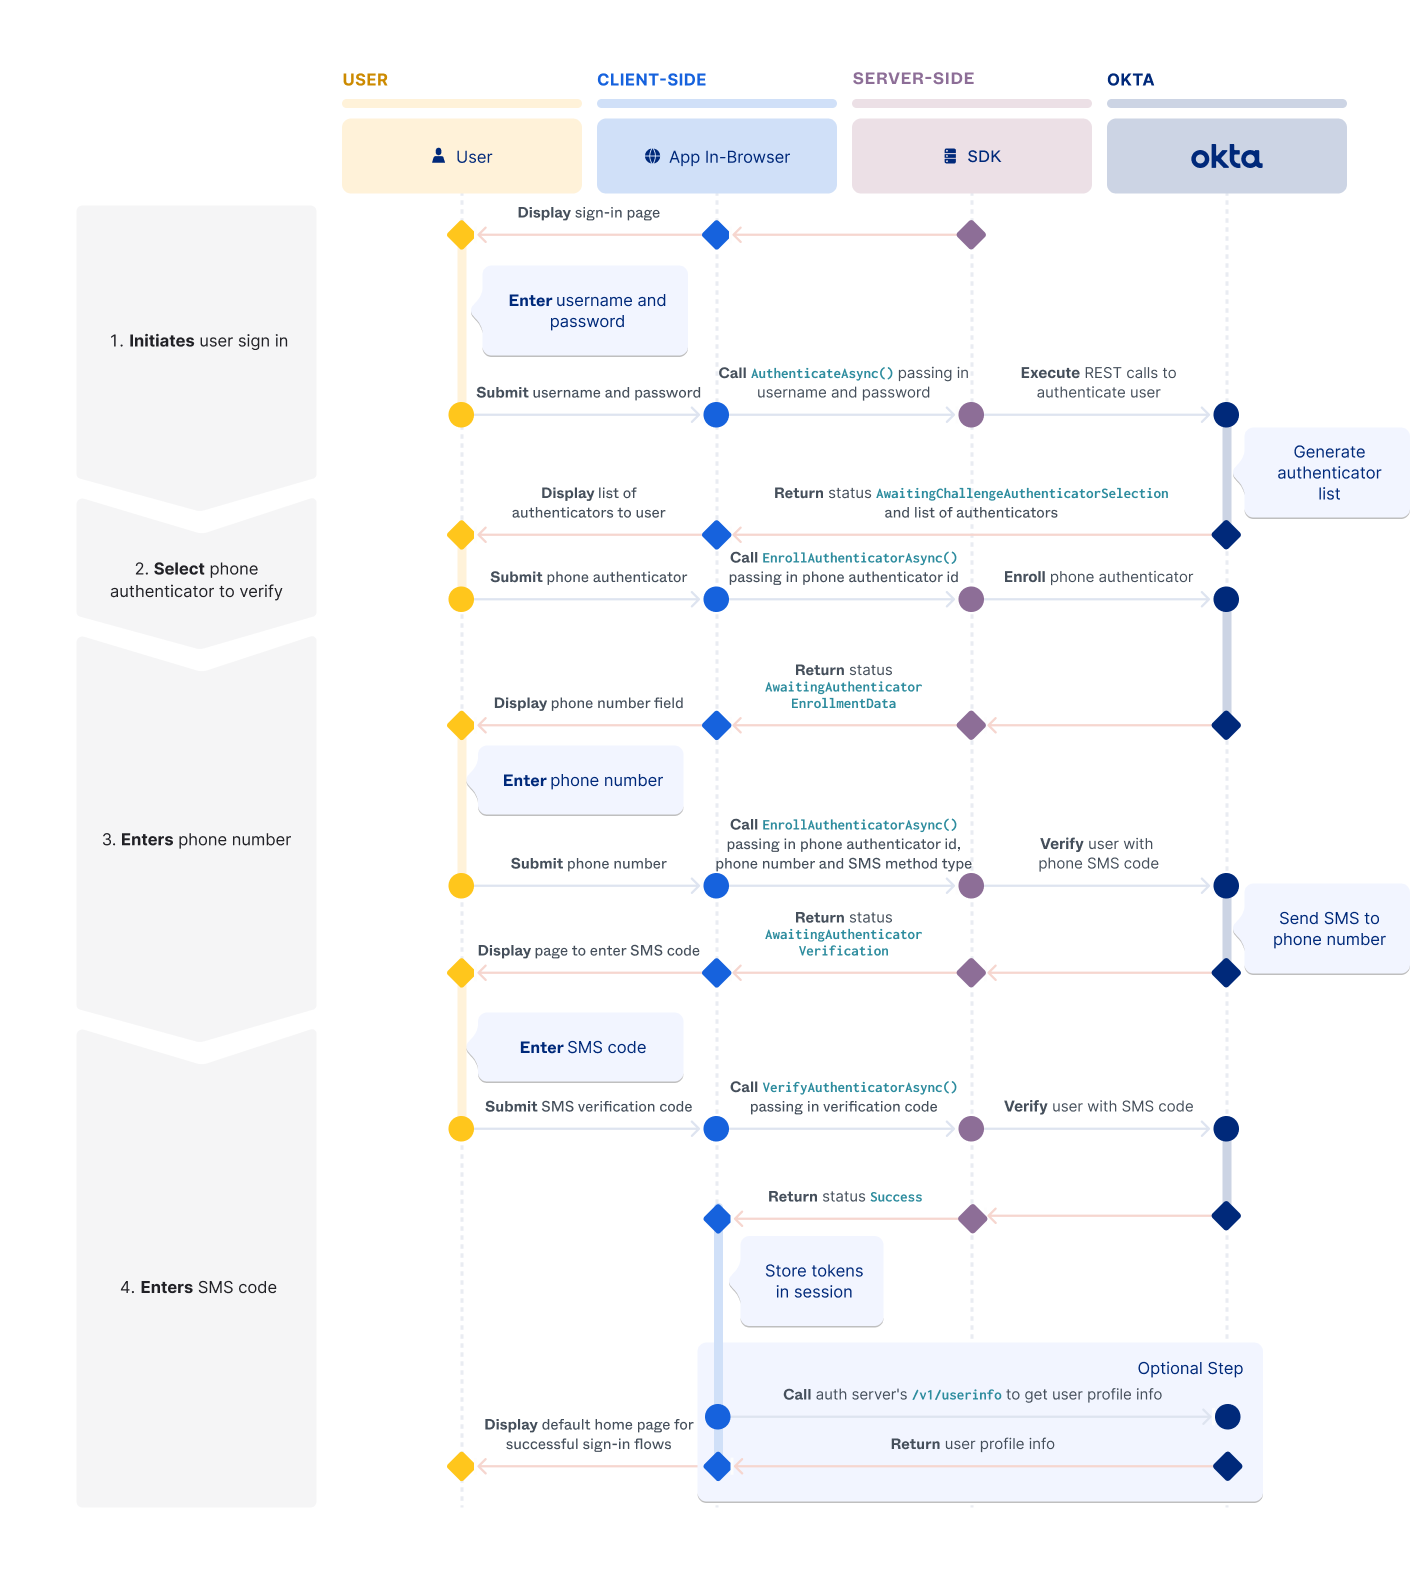 USER
CLIENT-SIDE
SERVER-SIDE
OKTA
User
App In-Browser
SDK
okta
Display sign-in page
1. Initiates user sign in
Enter username and
password
Submit username and password
Call AuthenticateAsync() passing in
username and password
Execute REST calls to
authenticate user
Generate
authenticator
list
Display list of
authenticators to user
Return status AwaitingChallengeAuthenticatorSelection
and list of authenticators
2. Select phone
authenticator to verify
Submit phone authenticator
Call EnrollAuthenticatorAsync()
passing in phone authenticator id
Enroll phone authenticator
Display phone number field
Return status
AwaitingAuthenticator
EnrollmentData
3. Enters phone number
Enter phone number
Submit phone number
Call EnrollAuthenticatorAsync()
passing in phone authenticator id,
phone number and SMS method type
Verify user with
phone SMS code
Send SMS to
phone number
Display page to enter SMS code
Return status
AwaitingAuthenticator
Verification
Enter SMS code
Submit SMS verification code
Call VerifyAuthenticatorAsync()
passing in verification code
Verify user with SMS code
Return status Success
4. Enters SMS code
Store tokens
in session
Optional Step
Call auth server's /v1/userinfo to get user profile info
Display default home page for
successful sign-in flows
Return user profile info